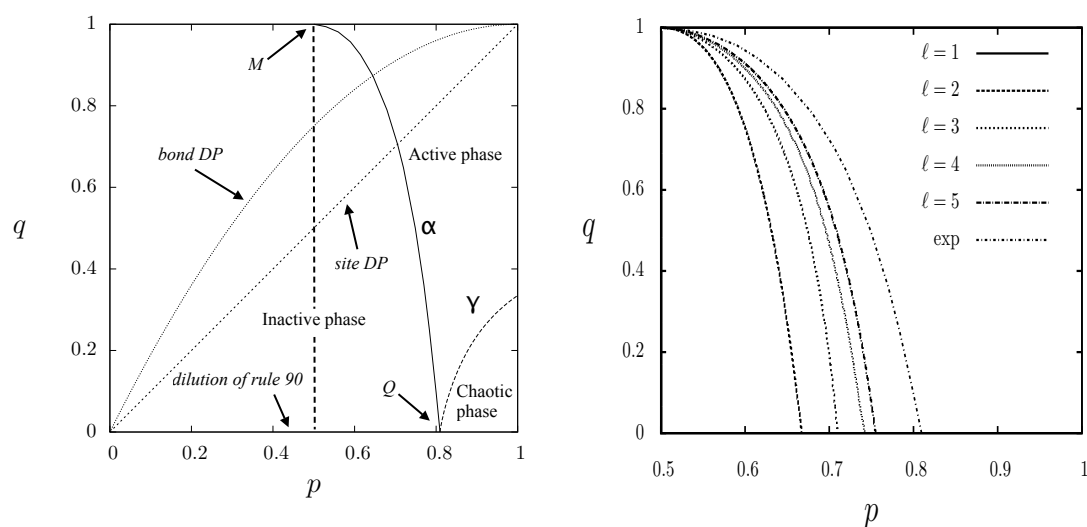 1
0.8
0.6
0.4
0.2
0
q
0
0.2
0.4
0.6
0.8
1
p
M
bond DP
Active phase
α
site DP
γ
Inactive phase
dilution of rule 90
Q
Chaotic
phase
1
0.8
0.6
0.4
0.2
0
q
0.5
0.6
0.7
0.8
0.9
1
p
ℓ = 1
ℓ = 2
ℓ = 3
ℓ = 4
ℓ = 5
exp